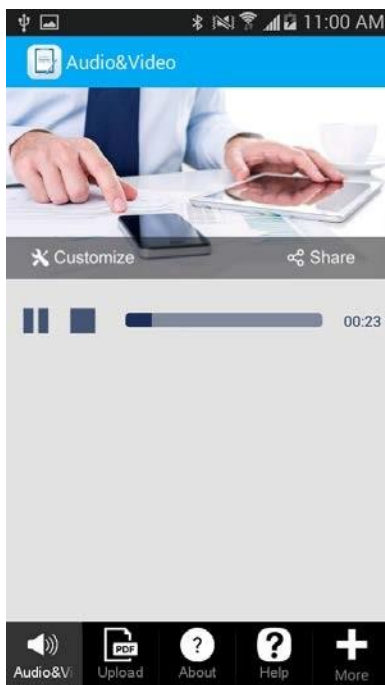 11:00 AM
Audio&Video
Customize
Share
00:23
PDF
Audio&Vi
Upload
About
Help
More